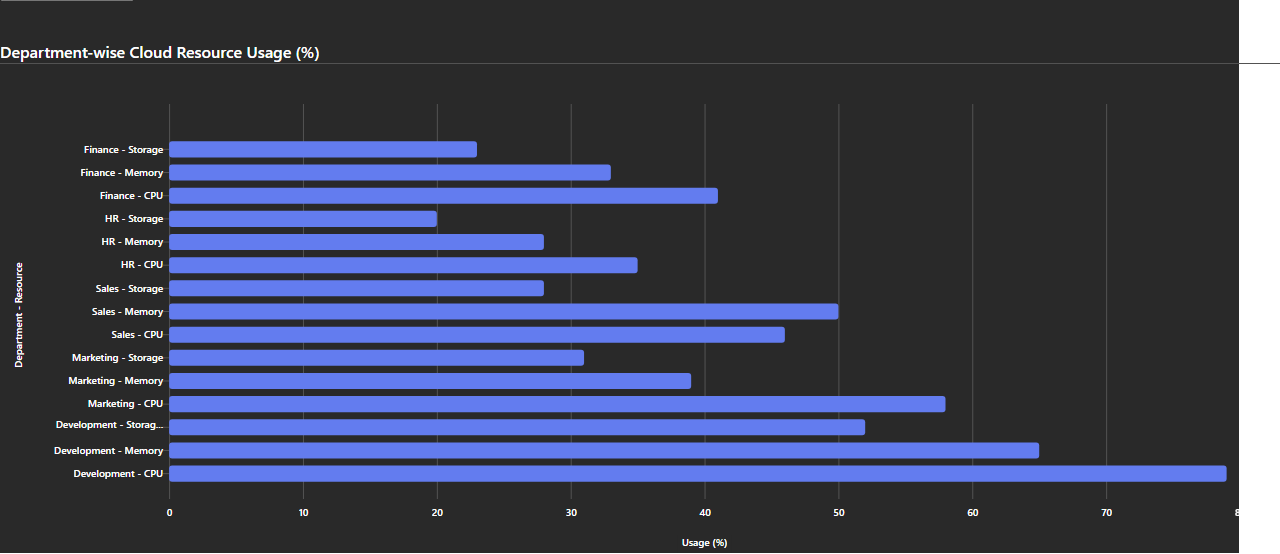 Department-wise Cloud Resource Usage (%)
Finance - Storage
Finance - Memory
Finance - CPU
HR - Storage
HR - Memory
HR - CPU
Sales - Storage
Sales - Memory
Sales - CPU
Marketing - Storage
Marketing - Memory
Marketing - CPU
Development - Storag...
Development - Memory
Development - CPU
Department - Resource
0 10 20 30 40 50 60 70
Usage (%)